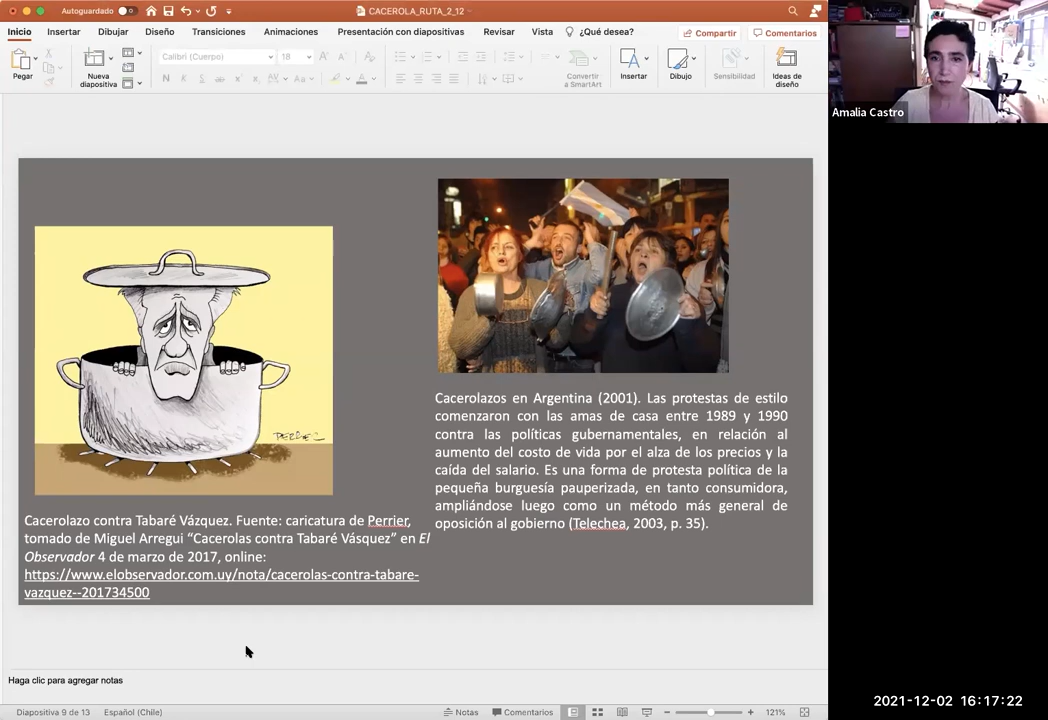 Autoguardado
CACEROLA_RUTA_2_12
Inicio Insertar Dibujar Diseño Transiciones Animaciones Presentación con diapositivas Revisar Vista ¿Qué desea? Compartir Comentarios
Pegar
Nueva diapositiva
Calibri (Cuerpo) 18
Convertir a SmartArt
Insertar
Dibujo
Sensibilidad
Ideas de diseño
Amalia Castro
PERRIER
Cacerolazo contra Tabaré Vázquez. Fuente: caricatura de Perrier,
tomado de Miguel Arregui “Cacerolas contra Tabaré Vásquez” en El
Observador 4 de marzo de 2017, online:
https://www.elobservador.com.uy/nota/cacerolas-contra-tabare-
vazquez--201734500
Cacerolazos en Argentina (2001). Las protestas de estilo
comenzaron con las amas de casa entre 1989 y 1990
contra las políticas gubernamentales, en relación al
aumento del costo de vida por el alza de los precios y la
caída del salario. Es una forma de protesta política de la
pequeña burguesía pauperizada, en tanto consumidora,
ampliándose luego como un método más general de
oposición al gobierno (Telechea, 2003, p. 35).
Haga clic para agregar notas
Diapositiva 9 de 13 Español (Chile) Notas Comentarios 121%
2021-12-02 16:17:22